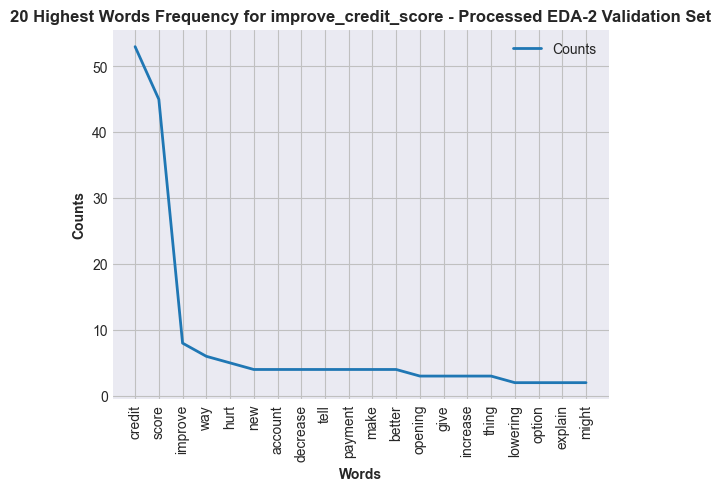 20 Highest Words Frequency for improve_credit_score - Processed EDA-2 Validation Set
Counts
50
40
30
20
10
0
Counts
credit
score
improve
way
hurt
new
account
decrease
tell
payment
make
better
opening
give
increase
thing
lowering
option
explain
might
Words